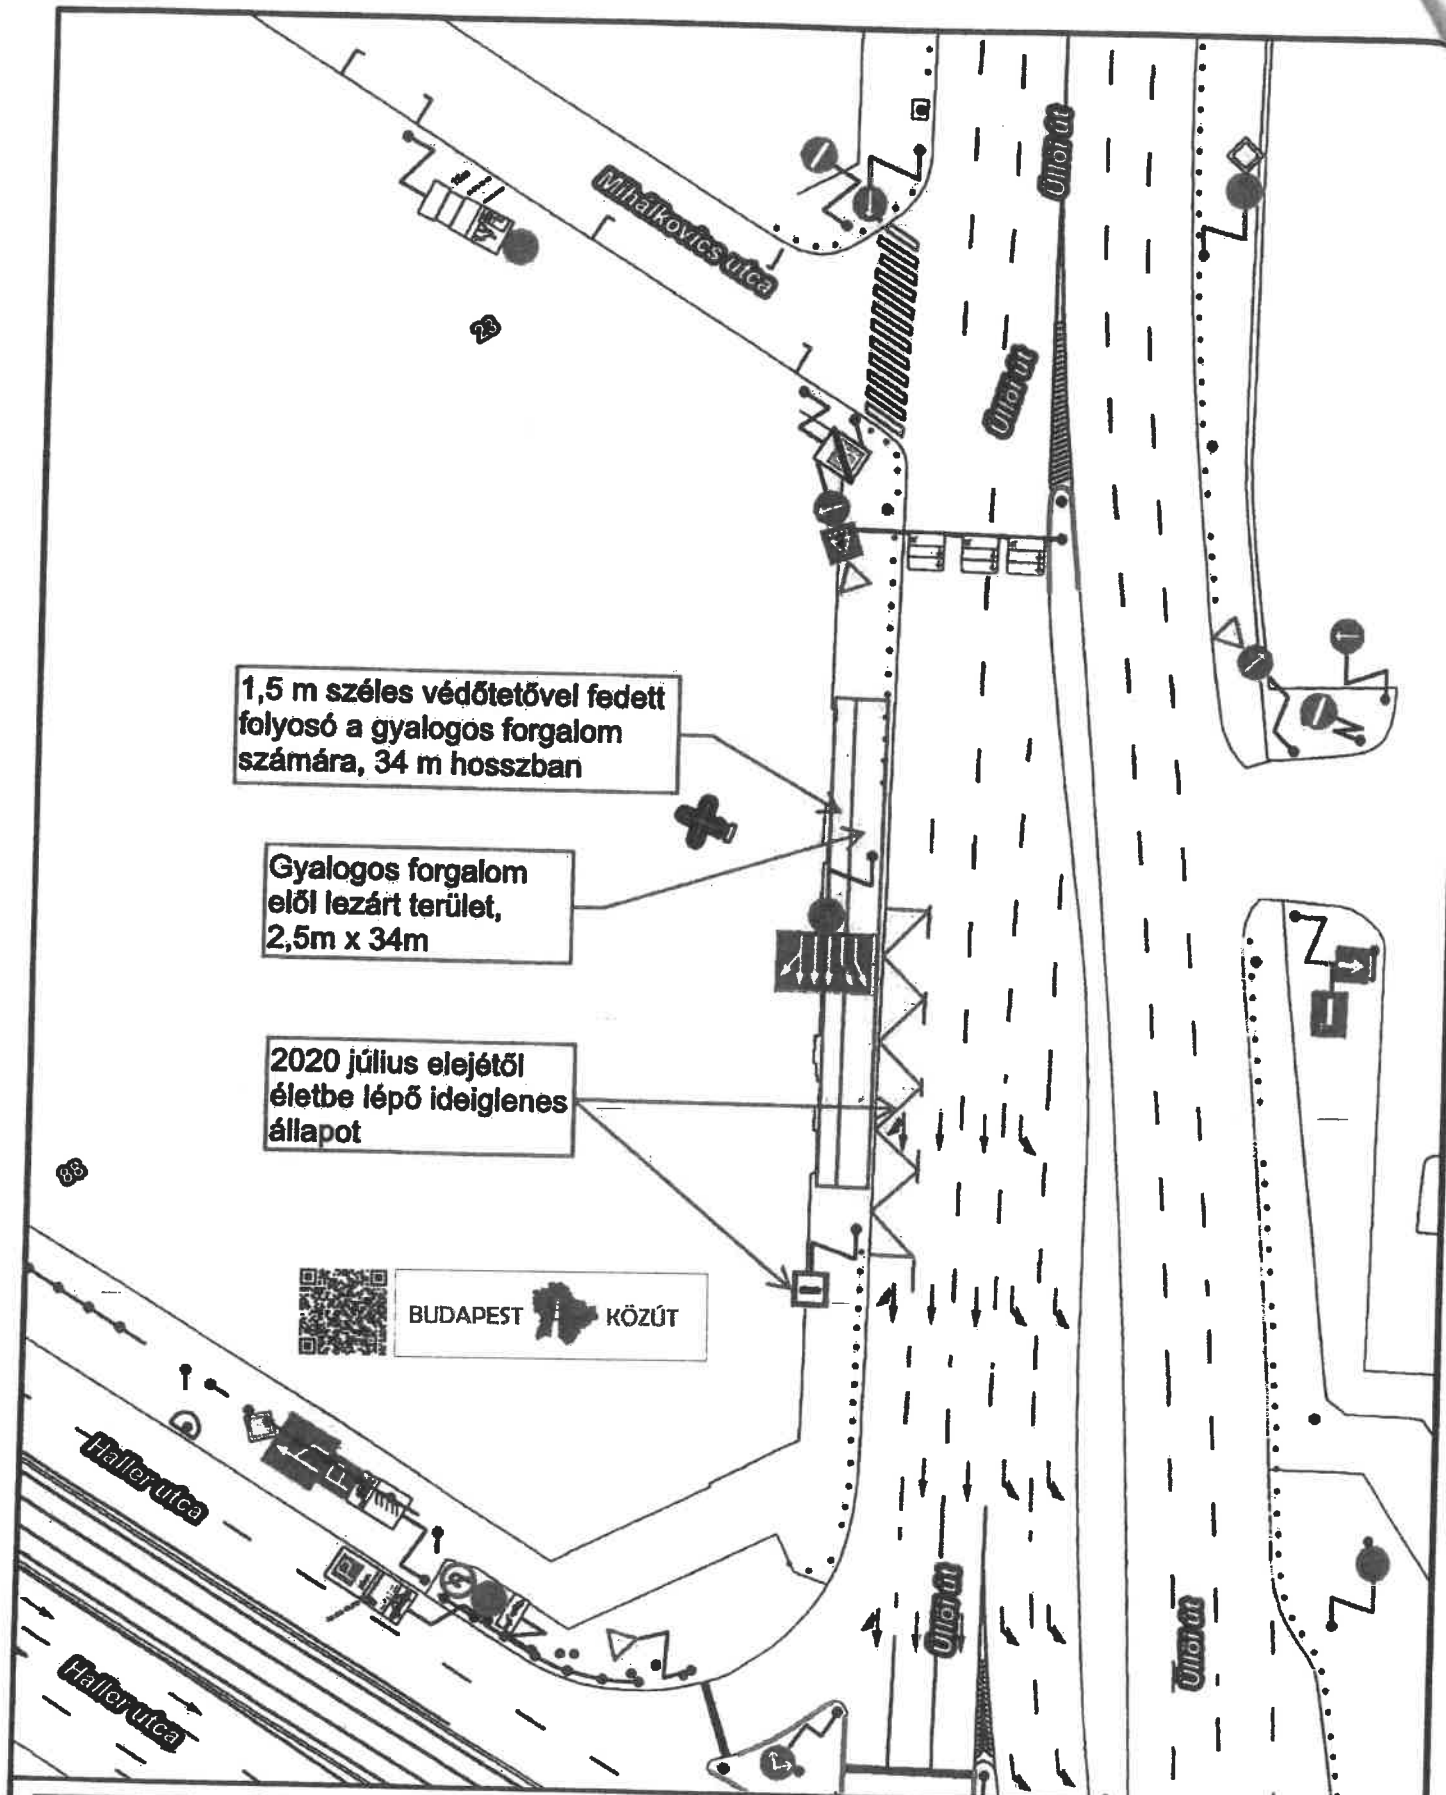 Üllői út
Mihálkovics utca
23
Üllői út
1,5 m széles védőtetővel fedett
folyosó a gyalogos forgalom
számára, 34 m hosszban
Gyalogos forgalom
elől lezárt terület,
2,5m x 34m
2020 július elejétől
életbe lépő ideiglenes
állapot
BUDAPEST KÖZÚT
Haller utca
Üllői út
Üllői út
Haller utca